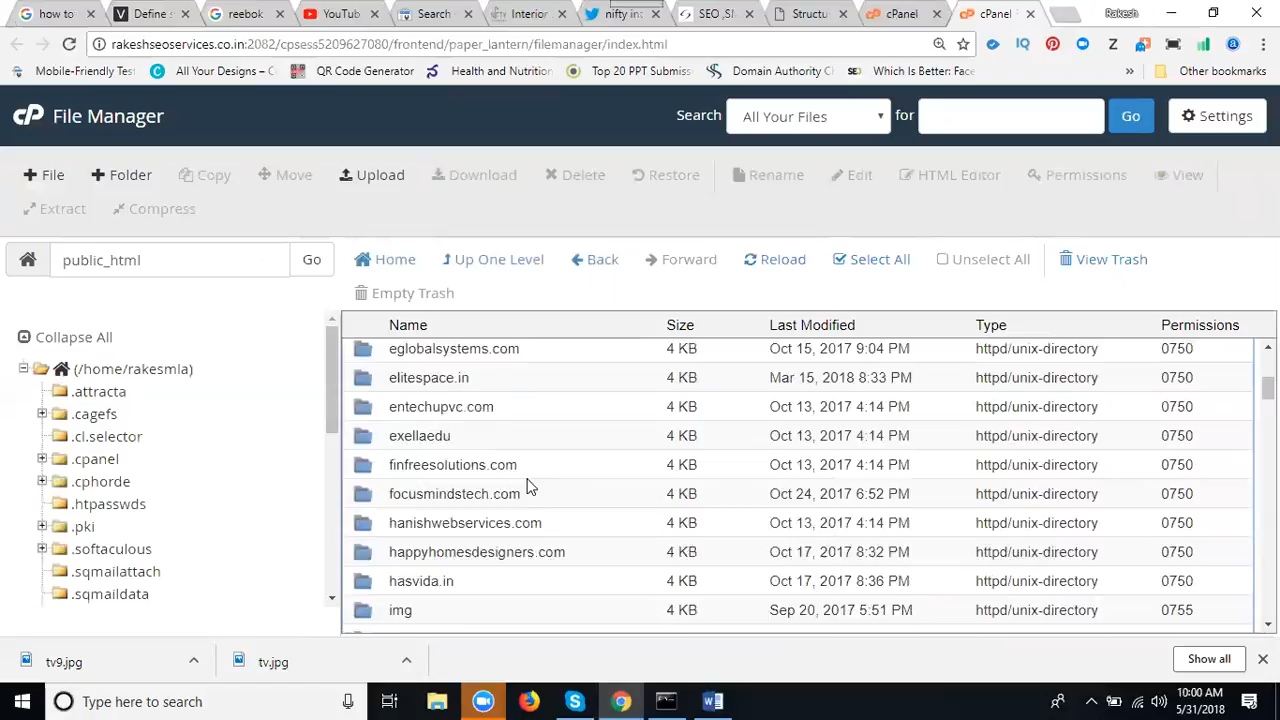 how to
Define s
reebok
YouTube
Search
Interior
nifty in
SEO ,S
Structu
cPanel
cPanel
Rakesh
rakeshseoservices.co.in:2082/cpsess5209627080/frontend/paper_lantern/filemanager/index.html
Mobile-Friendly Tes
All Your Designs – C
QR Code Generator
Health and Nutrition
Top 20 PPT Submiss
Domain Authority C
Which Is Better: Face
»
Other bookmarks
cP File Manager
Search
All Your Files
for
Go
Settings
File
Folder
Copy
Move
Upload
Download
Delete
Restore
Rename
Edit
HTML Editor
Permissions
View
Extract
Compress
public_html
Go
Home
Up One Level
Back
Forward
Reload
Select All
Unselect All
View Trash
Empty Trash
Collapse All
(/home/rakesmla)
.attracta
.cagefs
.cl.selector
.cpanel
.cphorde
.htpasswds
.pki
.softaculous
.sqmailattach
.sqmaildata
Name Size Last Modified Type Permissions
eglobalsystems.com 4 KB Oct 15, 2017 9:04 PM httpd/unix-directory 0750
elitespace.in 4 KB Mar 15, 2018 8:33 PM httpd/unix-directory 0750
entechupvc.com 4 KB Oct 13, 2017 4:14 PM httpd/unix-directory 0750
exellaedu 4 KB Oct 13, 2017 4:14 PM httpd/unix-directory 0750
finfreesolutions.com 4 KB Oct 13, 2017 4:14 PM httpd/unix-directory 0750
focusmindstech.com 4 KB Oct 24, 2017 6:52 PM httpd/unix-directory 0750
hanishwebservices.com 4 KB Oct 13, 2017 4:14 PM httpd/unix-directory 0750
happyhomesdesigners.com 4 KB Oct 17, 2017 8:32 PM httpd/unix-directory 0750
hasvida.in 4 KB Oct 17, 2017 8:36 PM httpd/unix-directory 0750
img 4 KB Sep 20, 2017 5:51 PM httpd/unix-directory 0755
tv9.jpg
tv.jpg
Show all
Type here to search
10:00 AM
5/31/2018